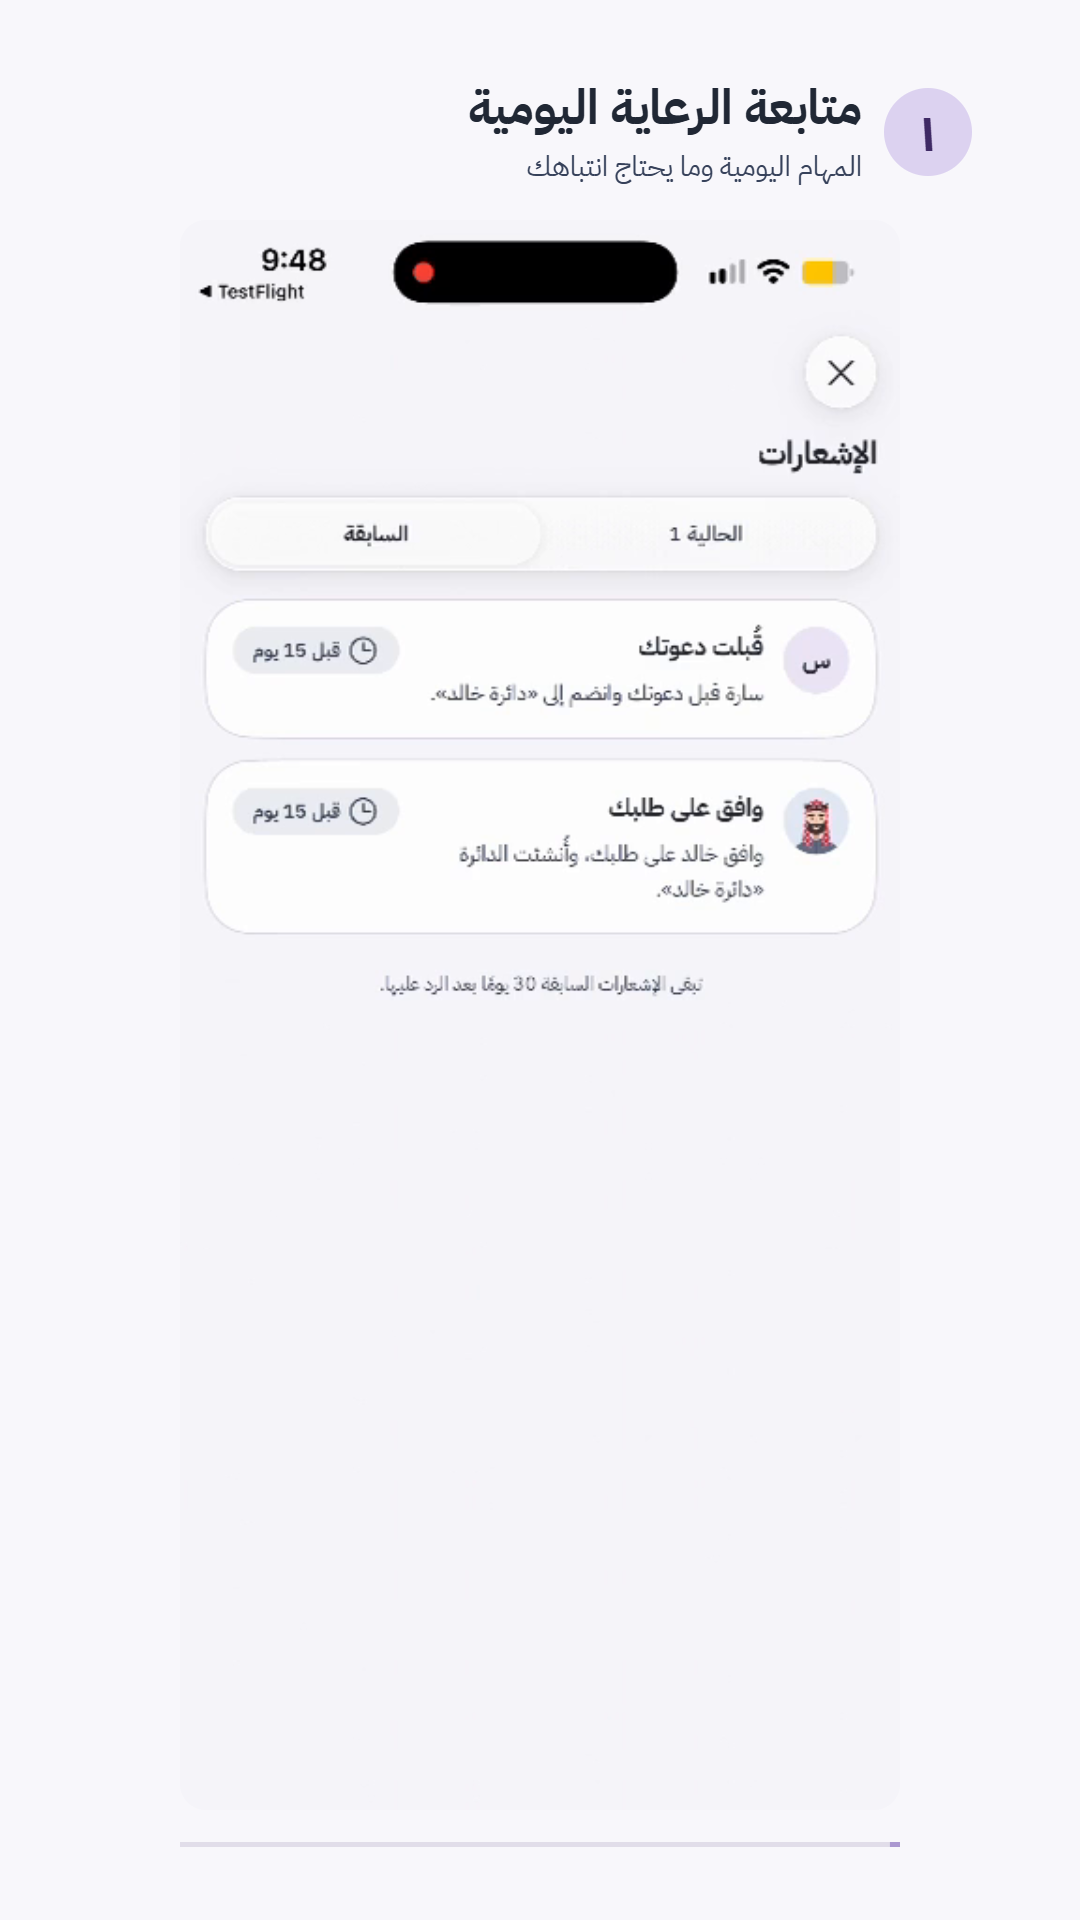 ١
متابعة الرعاية اليومية
المهام اليومية وما يحتاج انتباهك
9:48
◀ TestFlight
الإشعارات
الحالية 1
السابقة
س
قُبلت دعوتك
قبل 15 يوم
سارة قبل دعوتك وانضم إلى «دائرة خالد».
وافق على طلبك
قبل 15 يوم
وافق خالد على طلبك، وأُنشئت الدائرة
«دائرة خالد».
تبقى الإشعارات السابقة 30 يومًا بعد الرد عليها.